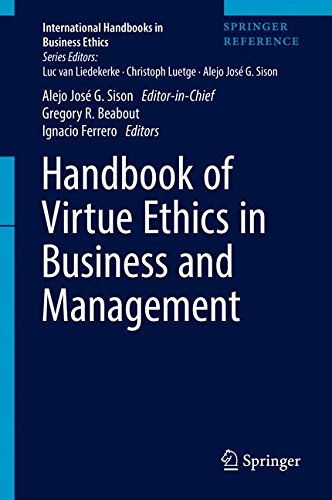 International Handbooks in
Business Ethics
Series Editors:
Luc van Liedekerke · Christoph Luetge · Alejo José G. Sison
SPRINGER
REFERENCE
Alejo José G. Sison Editor-in-Chief
Gregory R. Beabout
Ignacio Ferrero Editors
Handbook of
Virtue Ethics in
Business and
Management
Springer